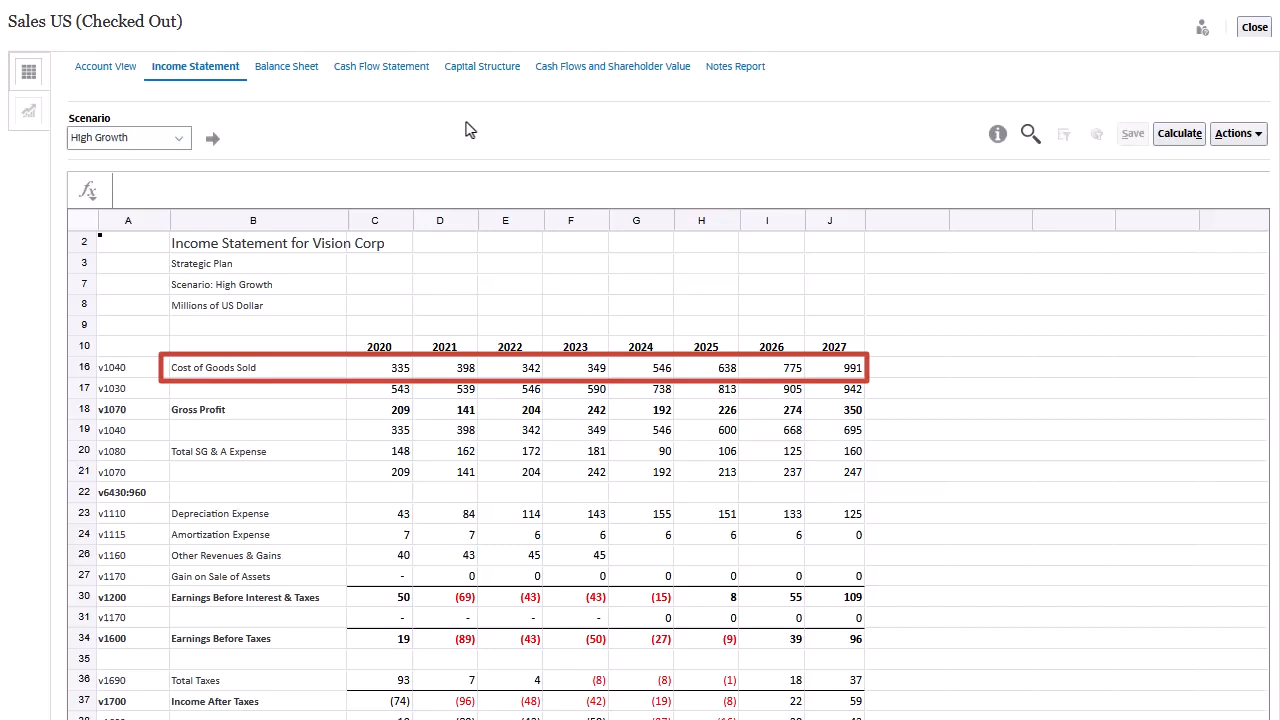 Sales US (Checked Out)
Close
Account View Income Statement Balance Sheet Cash Flow Statement Capital Structure Cash Flows and Shareholder Value Notes Report
Scenario
High Growth
Save Calculate Actions
fx
A B C D E F G H I J
2 Income Statement for Vision Corp
3 Strategic Plan
7 Scenario: High Growth
8 Millions of US Dollar
9
10 2020 2021 2022 2023 2024 2025 2026 2027
16 v1040 Cost of Goods Sold 335 398 342 349 546 638 775 991
17 v1030 543 539 546 590 738 813 905 942
18 v1070 Gross Profit 209 141 204 242 192 226 274 350
19 v1040 335 398 342 349 546 600 668 695
20 v1080 Total SG & A Expense 148 162 172 181 90 106 125 160
21 v1070 209 141 204 242 192 213 237 247
22 v6430:960
23 v1110 Depreciation Expense 43 84 114 143 155 151 133 125
24 v1115 Amortization Expense 7 7 6 6 6 6 6 0
26 v1160 Other Revenues & Gains 40 43 45 45
27 v1170 Gain on Sale of Assets - 0 0 0 0 0 0 0
30 v1200 Earnings Before Interest & Taxes 50 (69) (43) (43) (15) 8 55 109
31 v1170 - - - - 0 0 0 0
34 v1600 Earnings Before Taxes 19 (89) (43) (50) (27) (9) 39 96
35
36 v1690 Total Taxes 93 7 4 (8) (8) (1) 18 37
37 v1700 Income After Taxes (74) (96) (48) (42) (19) (8) 22 59